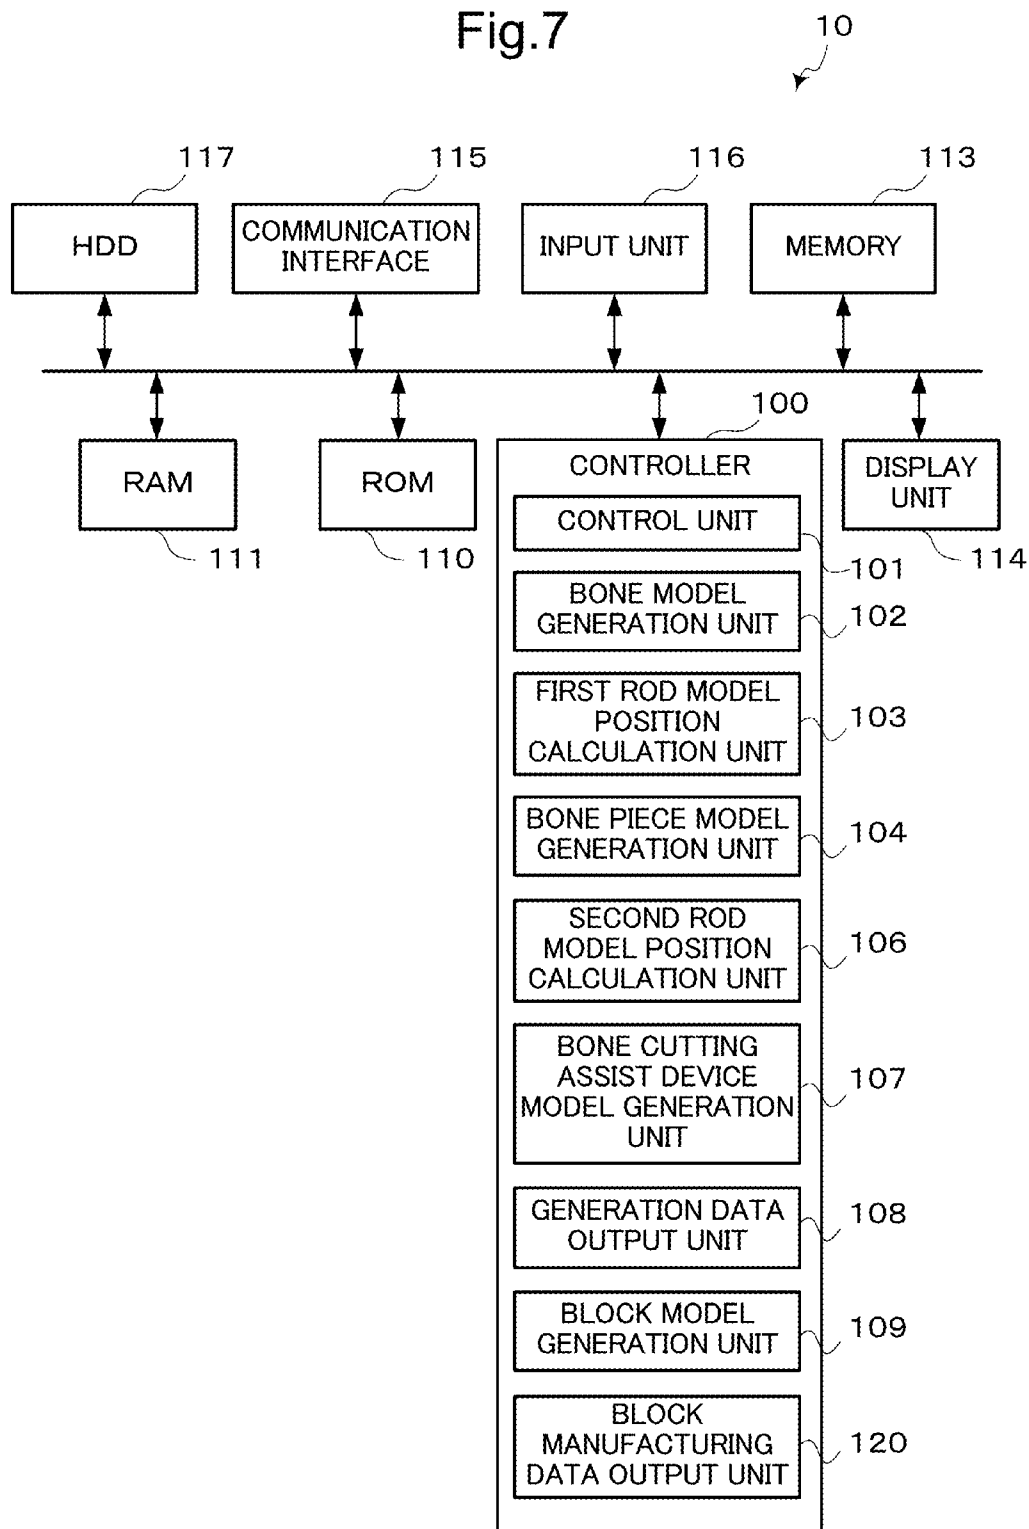 Fig.7
10
117
115
116
113
HDD
COMMUNICATION
INTERFACE
INPUT UNIT
MEMORY
100
RAM
ROM
CONTROLLER
DISPLAY
UNIT
111
110
114
CONTROL UNIT
101
BONE MODEL
GENERATION UNIT
102
FIRST ROD MODEL
POSITION
CALCULATION UNIT
103
BONE PIECE MODEL
GENERATION UNIT
104
SECOND ROD
MODEL POSITION
CALCULATION UNIT
106
BONE CUTTING
ASSIST DEVICE
MODEL GENERATION
UNIT
107
GENERATION DATA
OUTPUT UNIT
108
BLOCK MODEL
GENERATION UNIT
109
BLOCK
MANUFACTURING
DATA OUTPUT UNIT
120